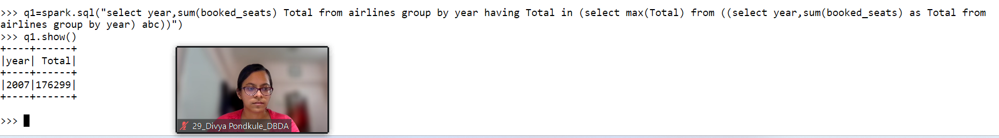 >>> q1=spark.sql("select year,sum(booked_seats) Total from airlines group by year having Total in (select max(Total) from ((select year,sum(booked_seats) as Total from
airlines group by year) abc))")
>>> q1.show()
+----+------+
|year| Total|
+----+------+
|2007|176299|
+----+------+
>>>
29_Divya Pondkule_DBDA